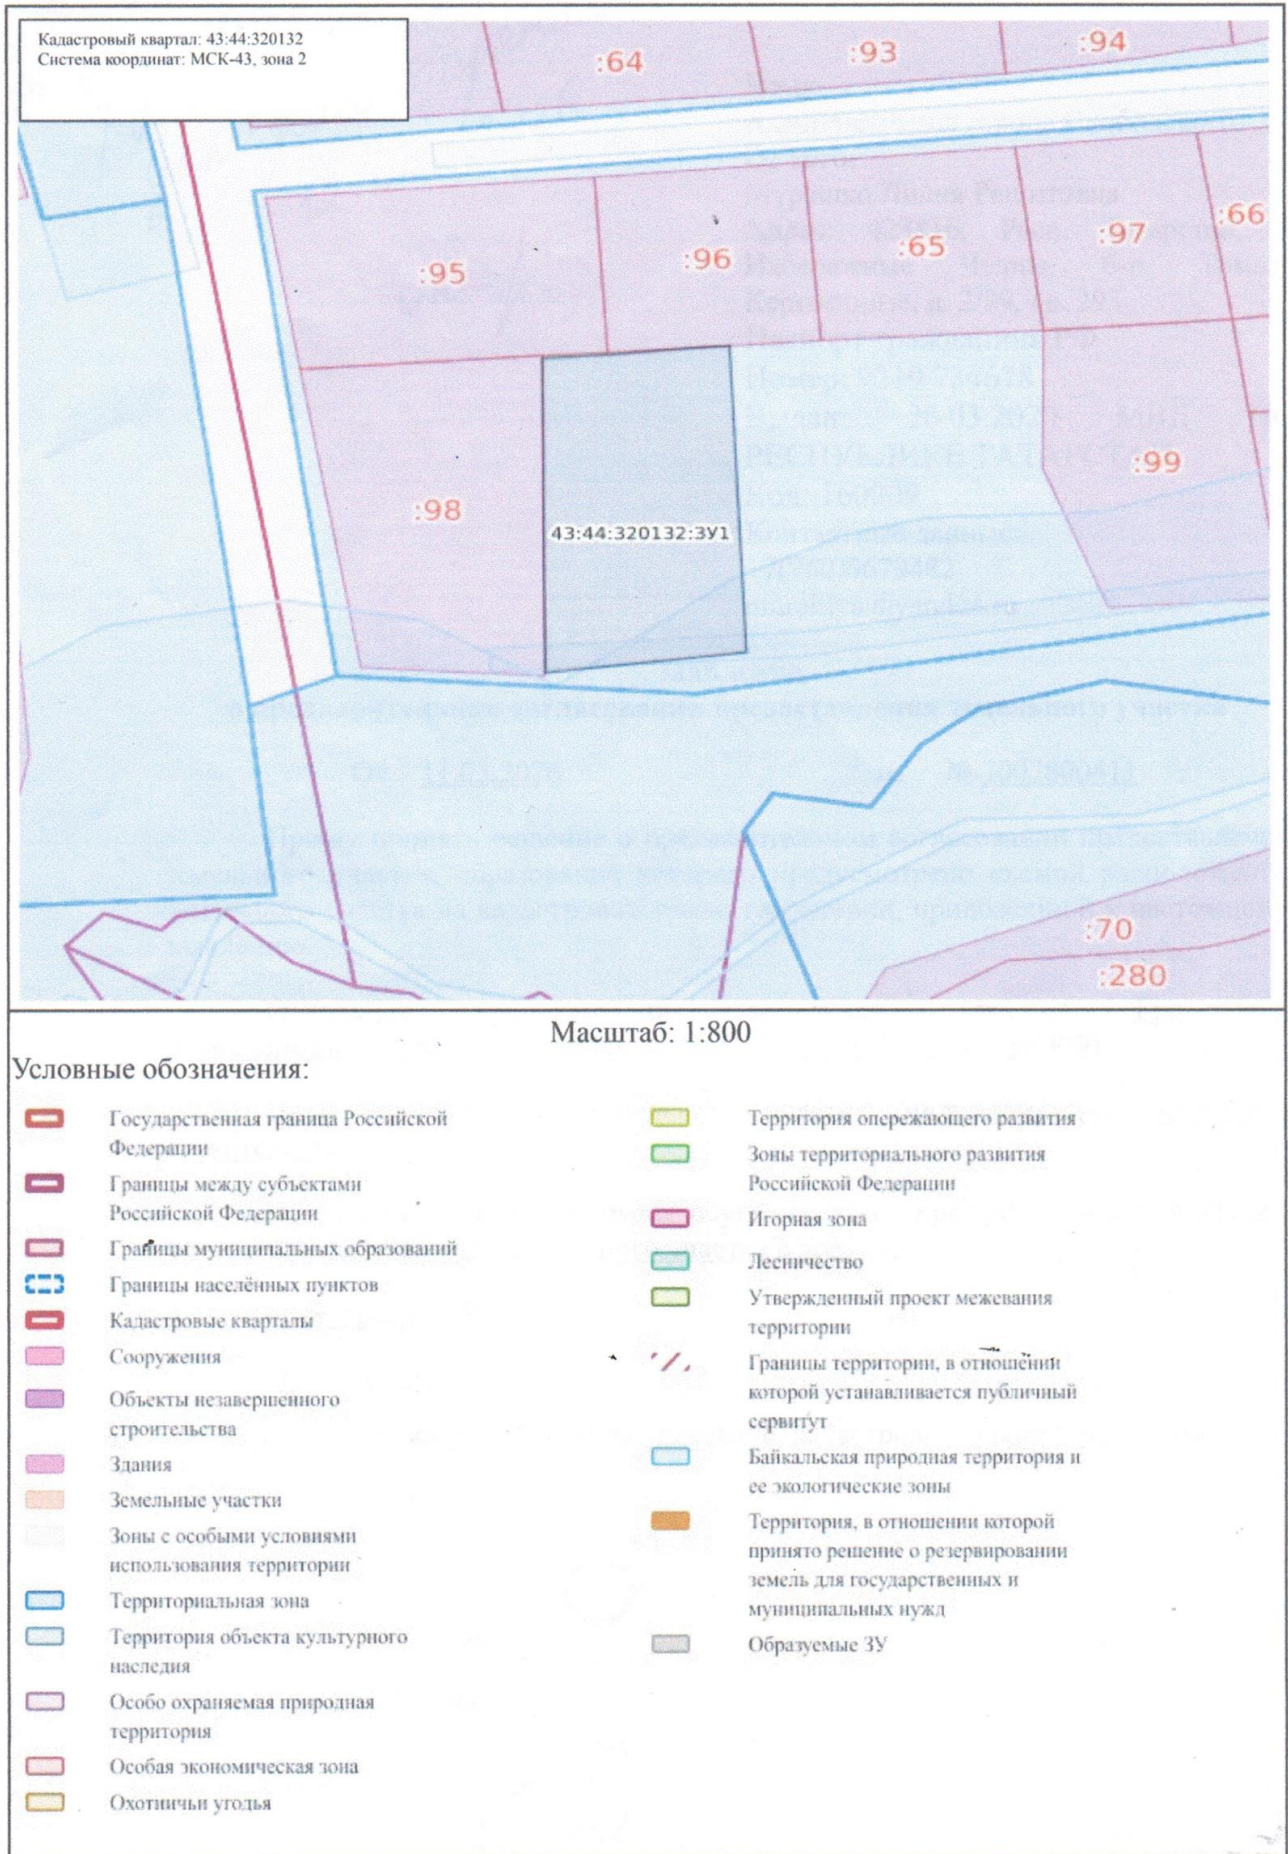 Кадастровый квартал: 43:44:320132
Система координат: МСК-43, зона 2
:64
:93
:94
:95
:96
:65
:97
:66
:98
43:44:320132:ЗУ1
:99
:70
:280
Масштаб: 1:800
Условные обозначения:
Государственная граница Российской
Федерации
Границы между субъектами
Российской Федерации
Границы муниципальных образований
Границы населённых пунктов
Кадастровые кварталы
Сооружения
Объекты незавершенного
строительства
Здания
Земельные участки
Зоны с особыми условиями
использования территории
Территориальная зона
Территория объекта культурного
наследия
Особо охраняемая природная
территория
Особая экономическая зона
Охотничьи угодья
Территория опережающего развития
Зоны территориального развития
Российской Федерации
Игорная зона
Лесничество
Утвержденный проект межевания
территории
Границы территории, в отношении
которой устанавливается публичный
сервитут
Байкальская природная территория и
ее экологические зоны
Территория, в отношении которой
принято решение о резервировании
земель для государственных и
муниципальных нужд
Образуемые ЗУ